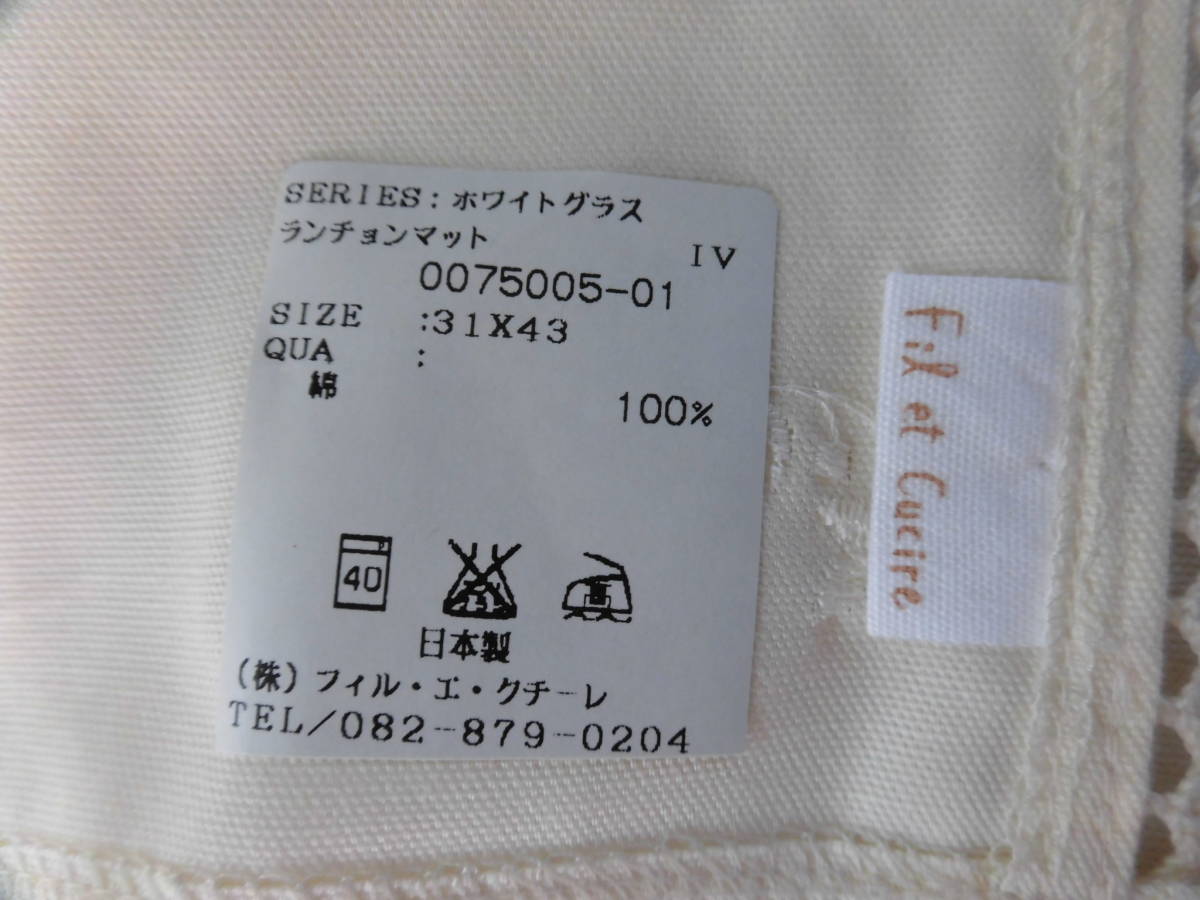 SERIES:ホワイトグラス
ランチョンマット
IV
0075005-01
SIZE :31X43
QUA :
綿
100%
40
高
日本製
(株)フィル・エ・クチーレ
TEL/082-879-0204
Fil et Cucire